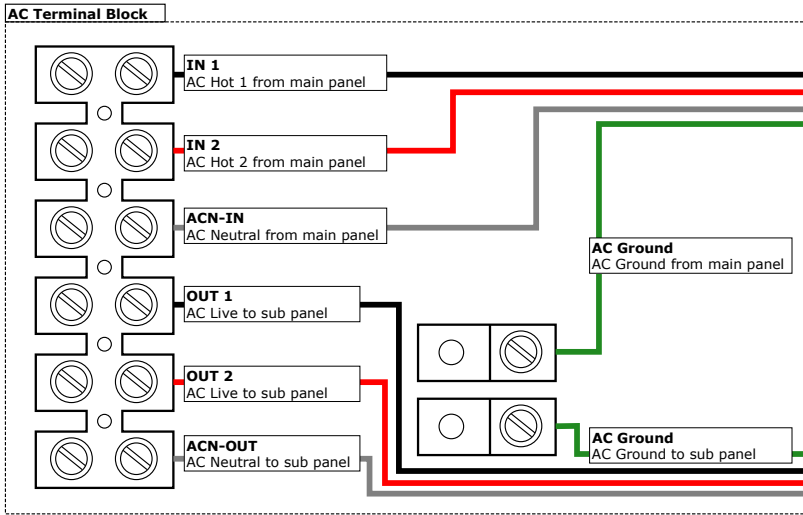 AC Terminal Block
IN 1
AC Hot 1 from main panel
IN 2
AC Hot 2 from main panel
ACN-IN
AC Neutral from main panel
AC Ground
AC Ground from main panel
OUT 1
AC Live to sub panel
OUT 2
AC Live to sub panel
ACN-OUT
AC Neutral to sub panel
AC Ground
AC Ground to sub panel